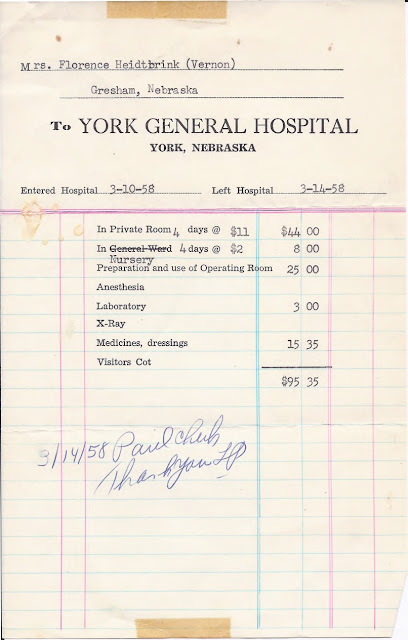 Mrs. Florence Heidtbrink (Vernon)
Gresham, Nebraska
To YORK GENERAL HOSPITAL
YORK, NEBRASKA
Entered Hospital 3-10-58 Left Hospital 3-14-58
In Private Room 4 days @ $11 $44 00
In General Ward 4 days @ $2 8 00
Nursery
Preparation and use of Operating Room 25 00
Anesthesia
Laboratory 3 00
X-Ray
Medicines, dressings 15 35
Visitors Cot
$95 35
3/14/58 Paid check
Thank you